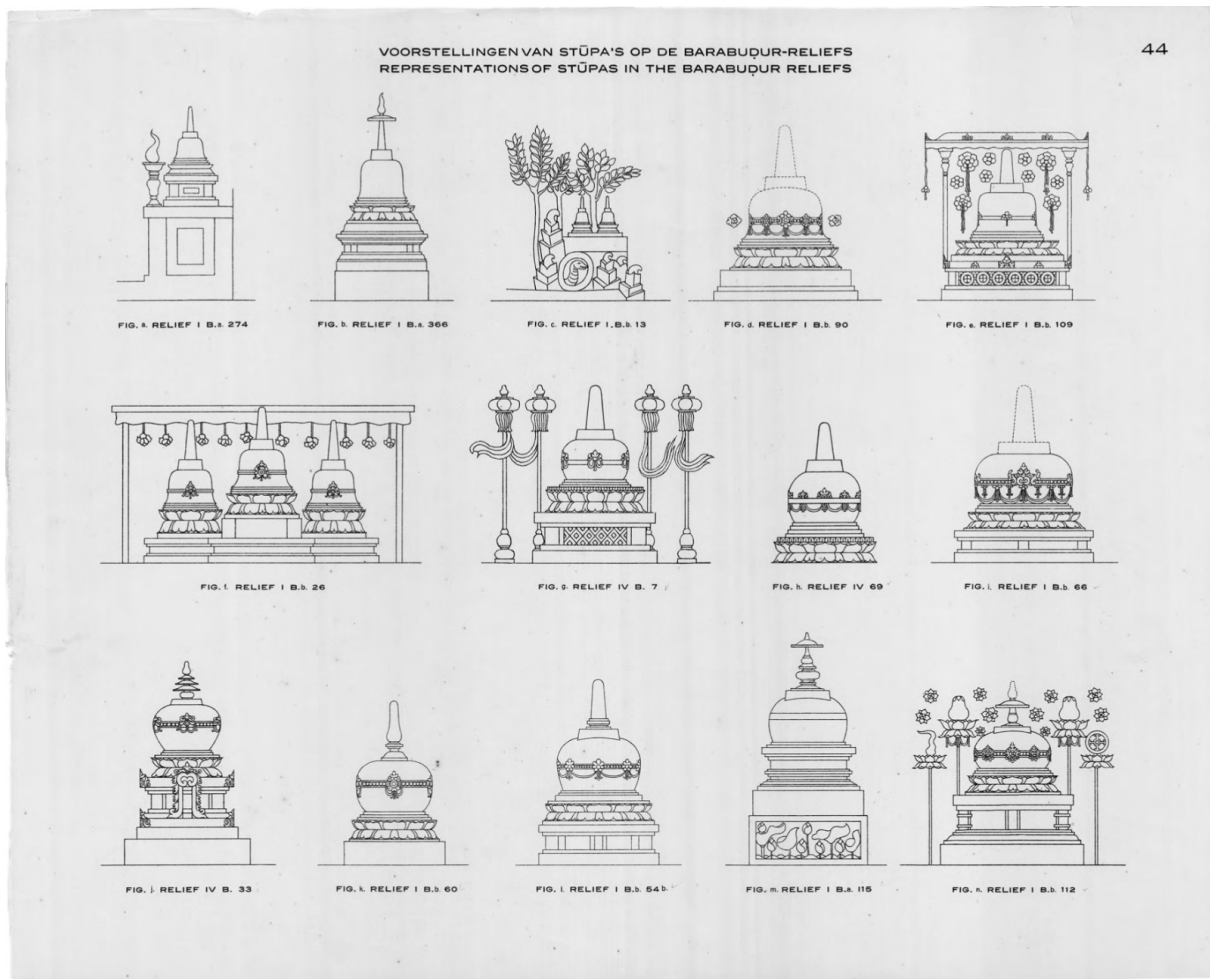 VOORSTELLINGEN VAN STŪPA'S OP DE BARABUḌUR-RELIEFS
REPRESENTATIONS OF STŪPAS IN THE BARABUḌUR RELIEFS
44
FIG. a. RELIEF I B.a. 274
FIG. b. RELIEF I B.a. 366
FIG. c. RELIEF I. B.b. 13
FIG. d. RELIEF I B.b. 90
FIG. e. RELIEF I B.b. 109
FIG. f. RELIEF I B.b. 26
FIG. g. RELIEF IV B. 7
FIG. h. RELIEF IV 69
FIG. i. RELIEF I B.b. 66
FIG. j. RELIEF IV B. 33
FIG. k. RELIEF I B.b. 60
FIG. l. RELIEF I B.b. 54 b.
FIG. m. RELIEF I B.a. 115
FIG. n. RELIEF I B.b. 112